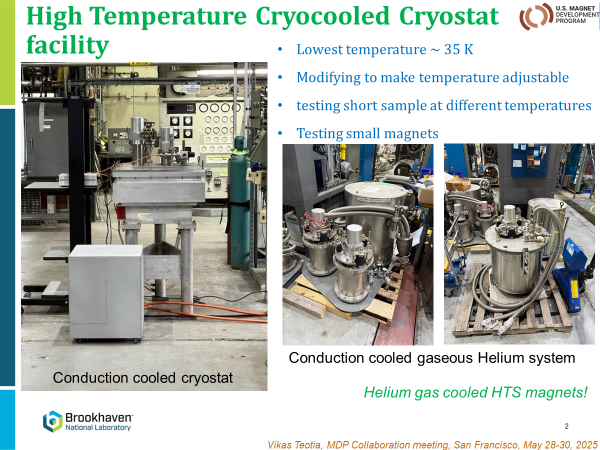 High Temperature Cryocooled Cryostat
facility
U.S. MAGNET
DEVELOPMENT
PROGRAM
• Lowest temperature ~ 35 K
• Modifying to make temperature adjustable
• testing short sample at different temperatures
• Testing small magnets
Conduction cooled cryostat
Conduction cooled gaseous Helium system
Helium gas cooled HTS magnets!
Brookhaven
National Laboratory
2
Vikas Teotia, MDP Collaboration meeting, San Francisco, May 28-30, 2025